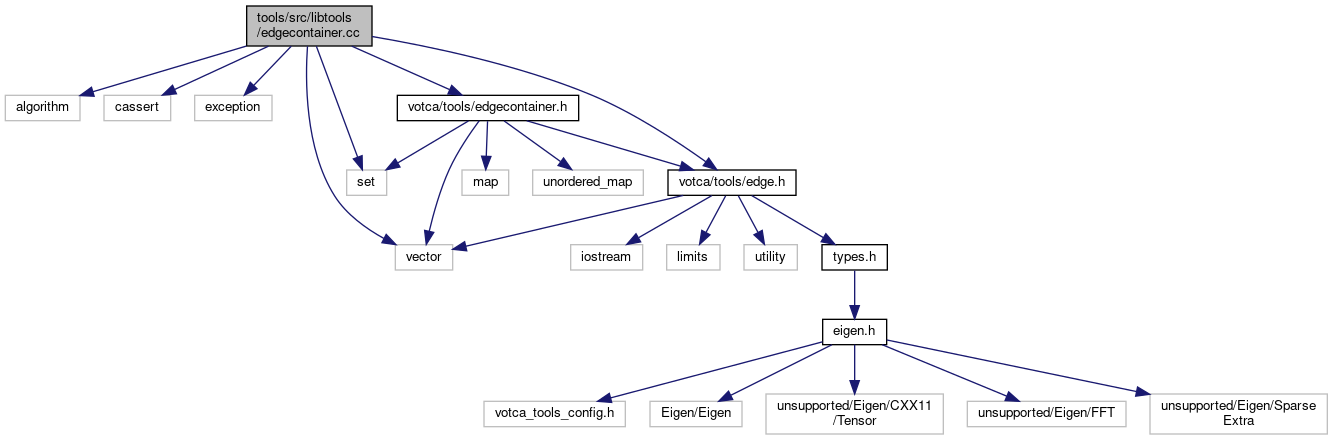 tools/src/libtools
/edgecontainer.cc
algorithm
cassert
exception
votca/tools/edgecontainer.h
set
map
unordered_map
votca/tools/edge.h
vector
iostream
limits
utility
types.h
eigen.h
votca_tools_config.h
Eigen/Eigen
unsupported/Eigen/CXX11
/Tensor
unsupported/Eigen/FFT
unsupported/Eigen/Sparse
Extra